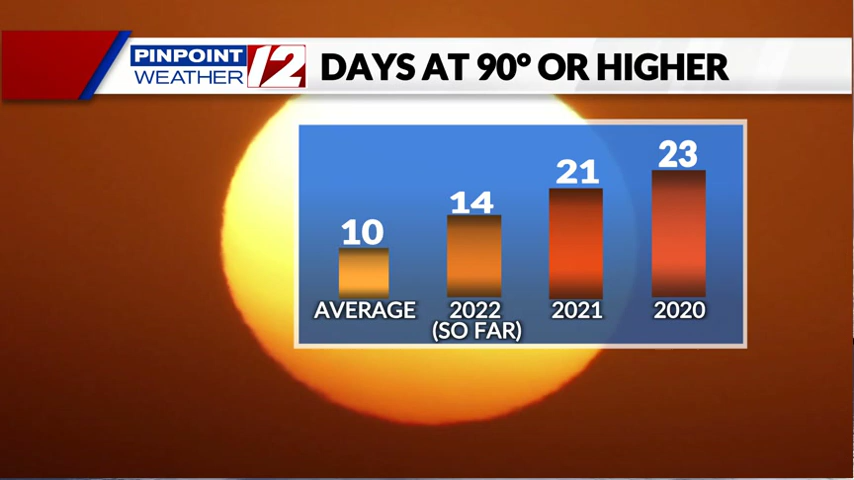 PINPOINT
WEATHER 12
DAYS AT 90° OR HIGHER
10
14
21
23
AVERAGE
2022
(SO FAR)
2021
2020